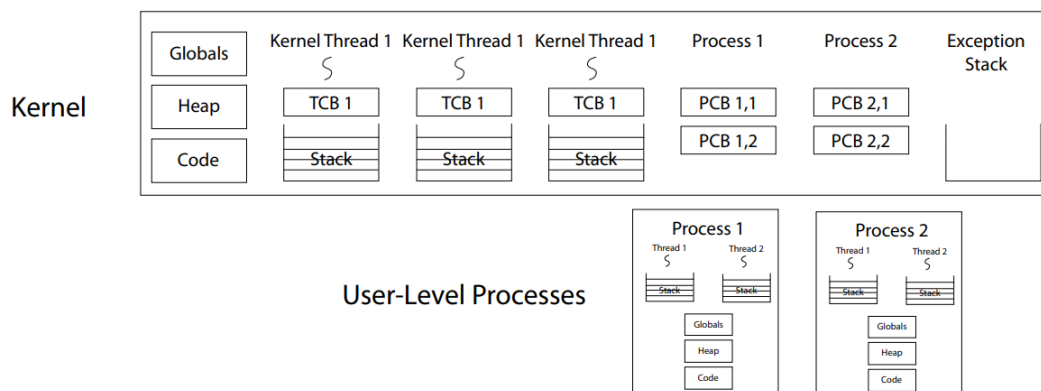 Kernel
Globals
Heap
Code
Kernel Thread 1
TCB 1
Stack
Kernel Thread 1
TCB 1
Stack
Kernel Thread 1
TCB 1
Stack
Process 1
PCB 1,1
PCB 1,2
Process 2
PCB 2,1
PCB 2,2
Exception
Stack
User-Level Processes
Process 1
Thread 1
Stack
Thread 2
Stack
Globals
Heap
Code
Process 2
Thread 1
Stack
Thread 2
Stack
Globals
Heap
Code